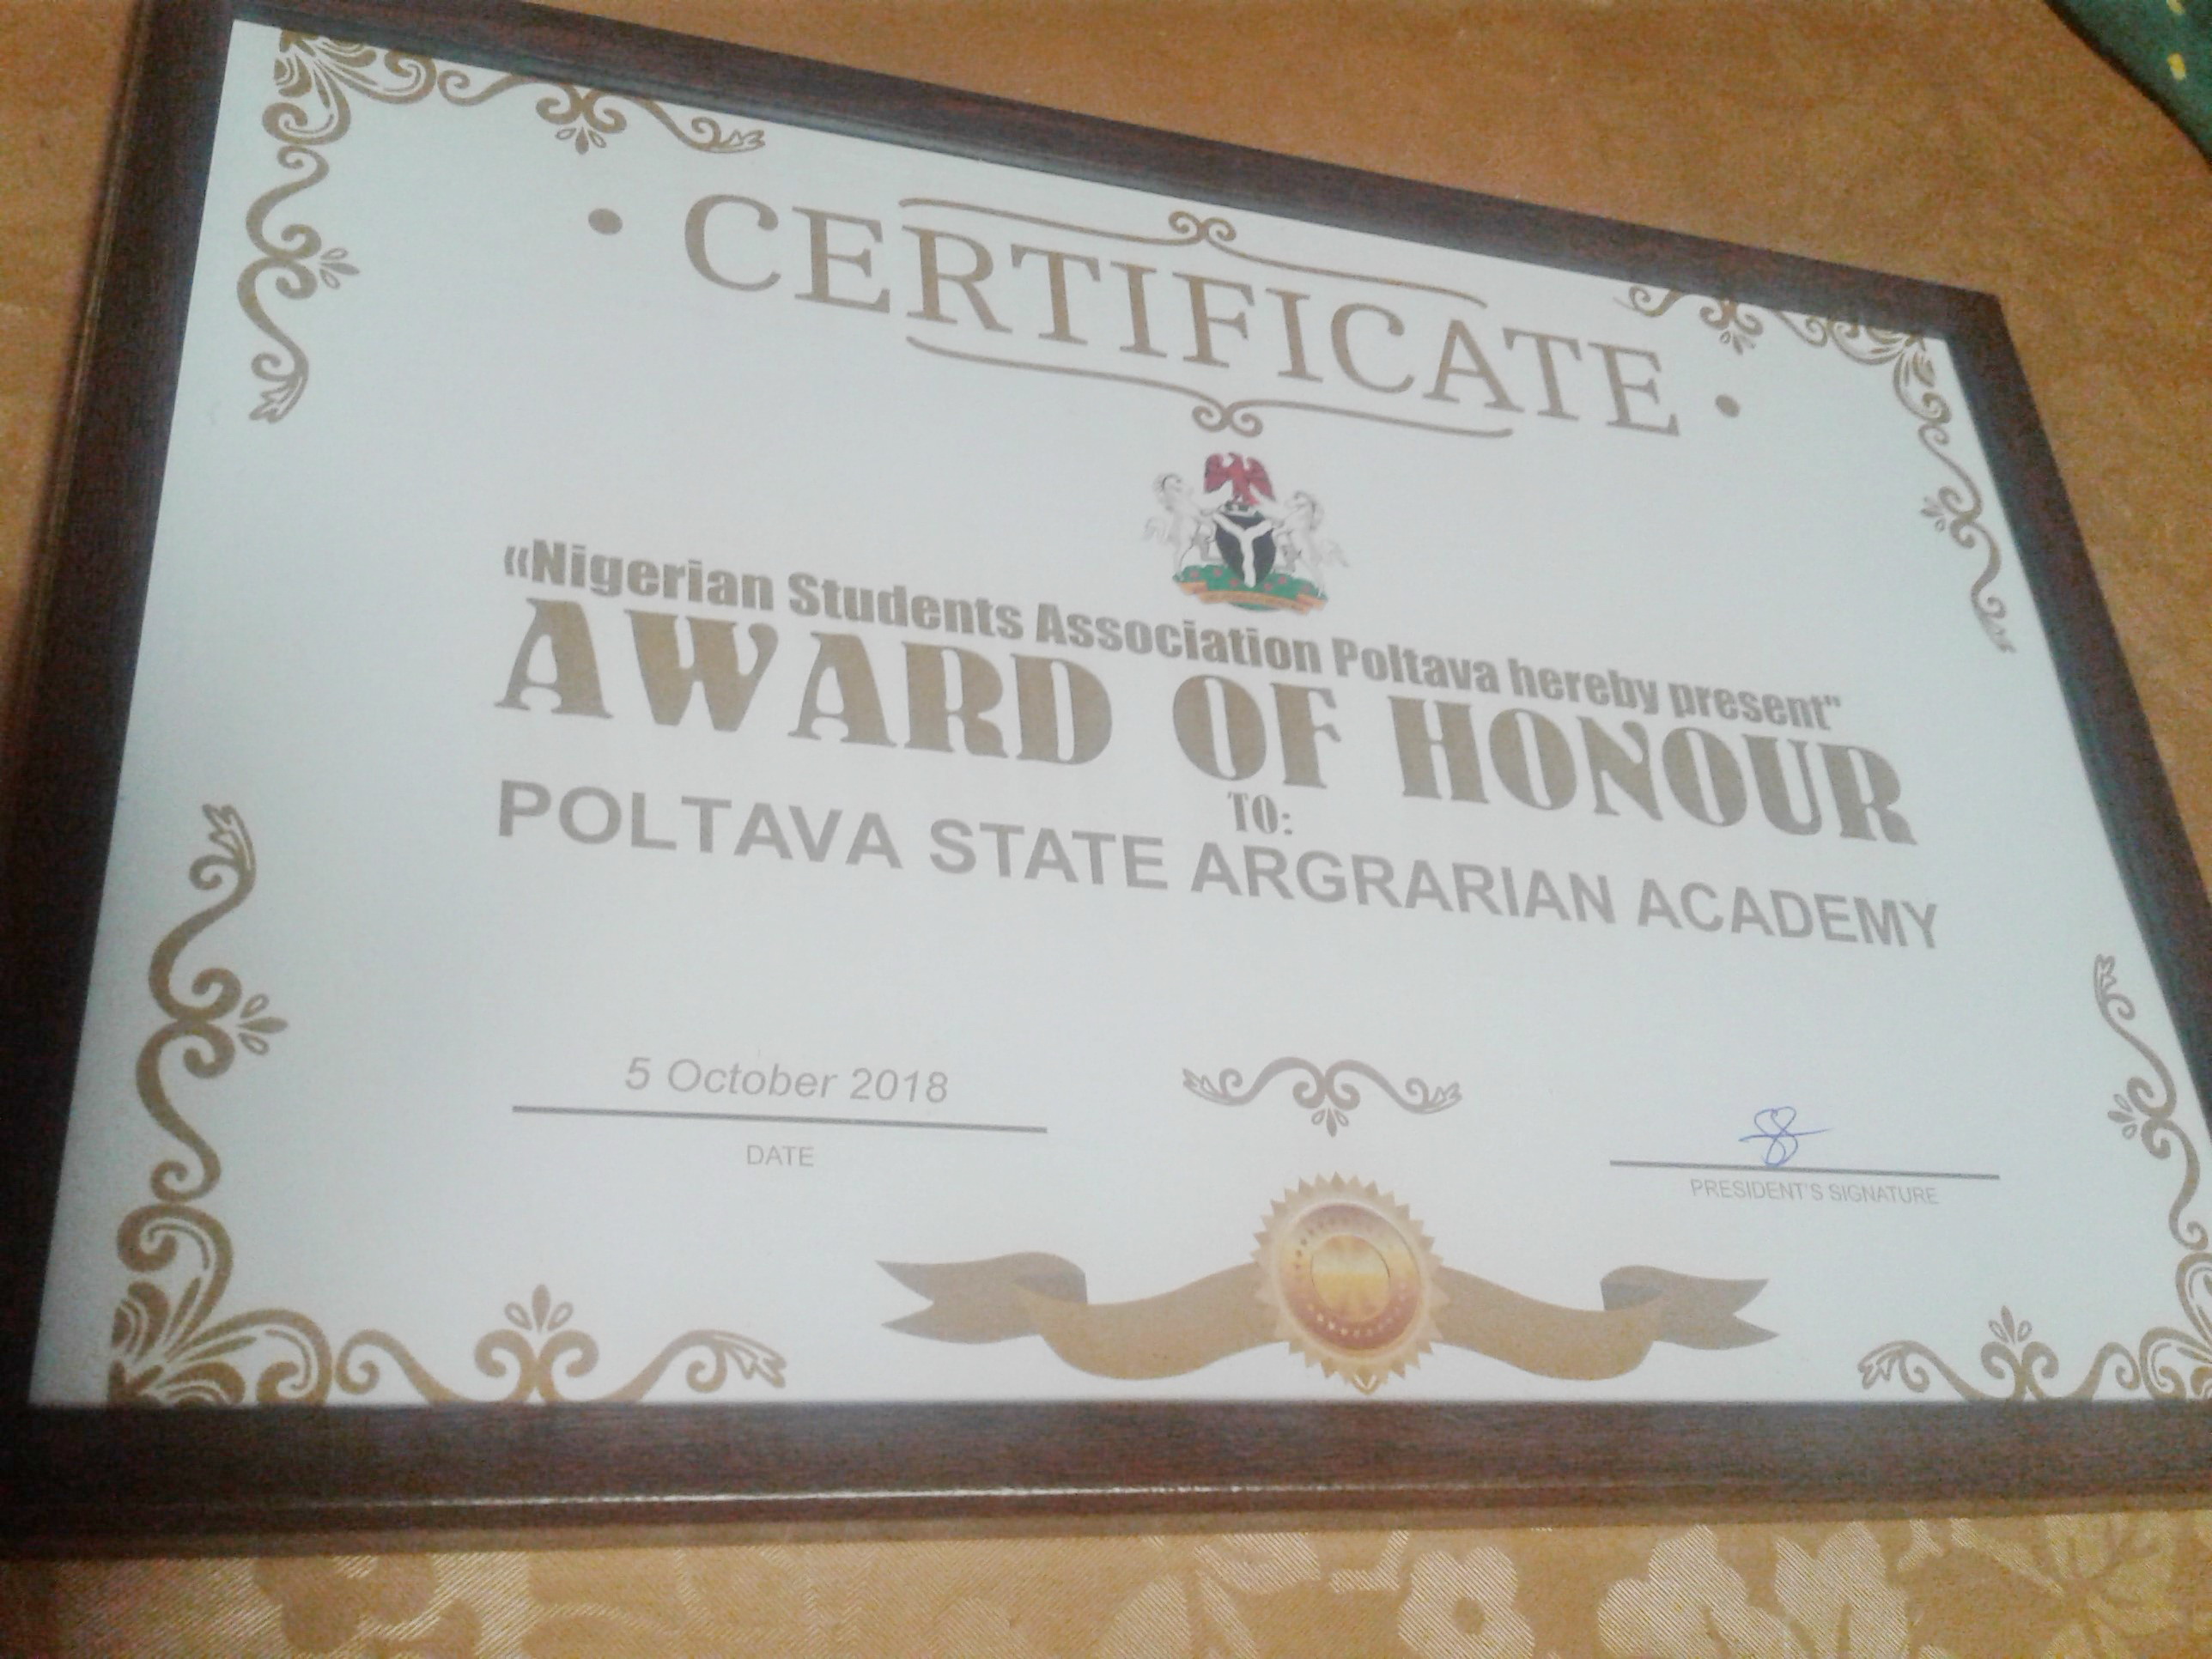 • CERTIFICATE •
«Nigerian Students Association Poltava hereby present"
AWARD OF HONOUR
TO:
POLTAVA STATE ARGRARIAN ACADEMY
5 October 2018
DATE
PRESIDENT'S SIGNATURE